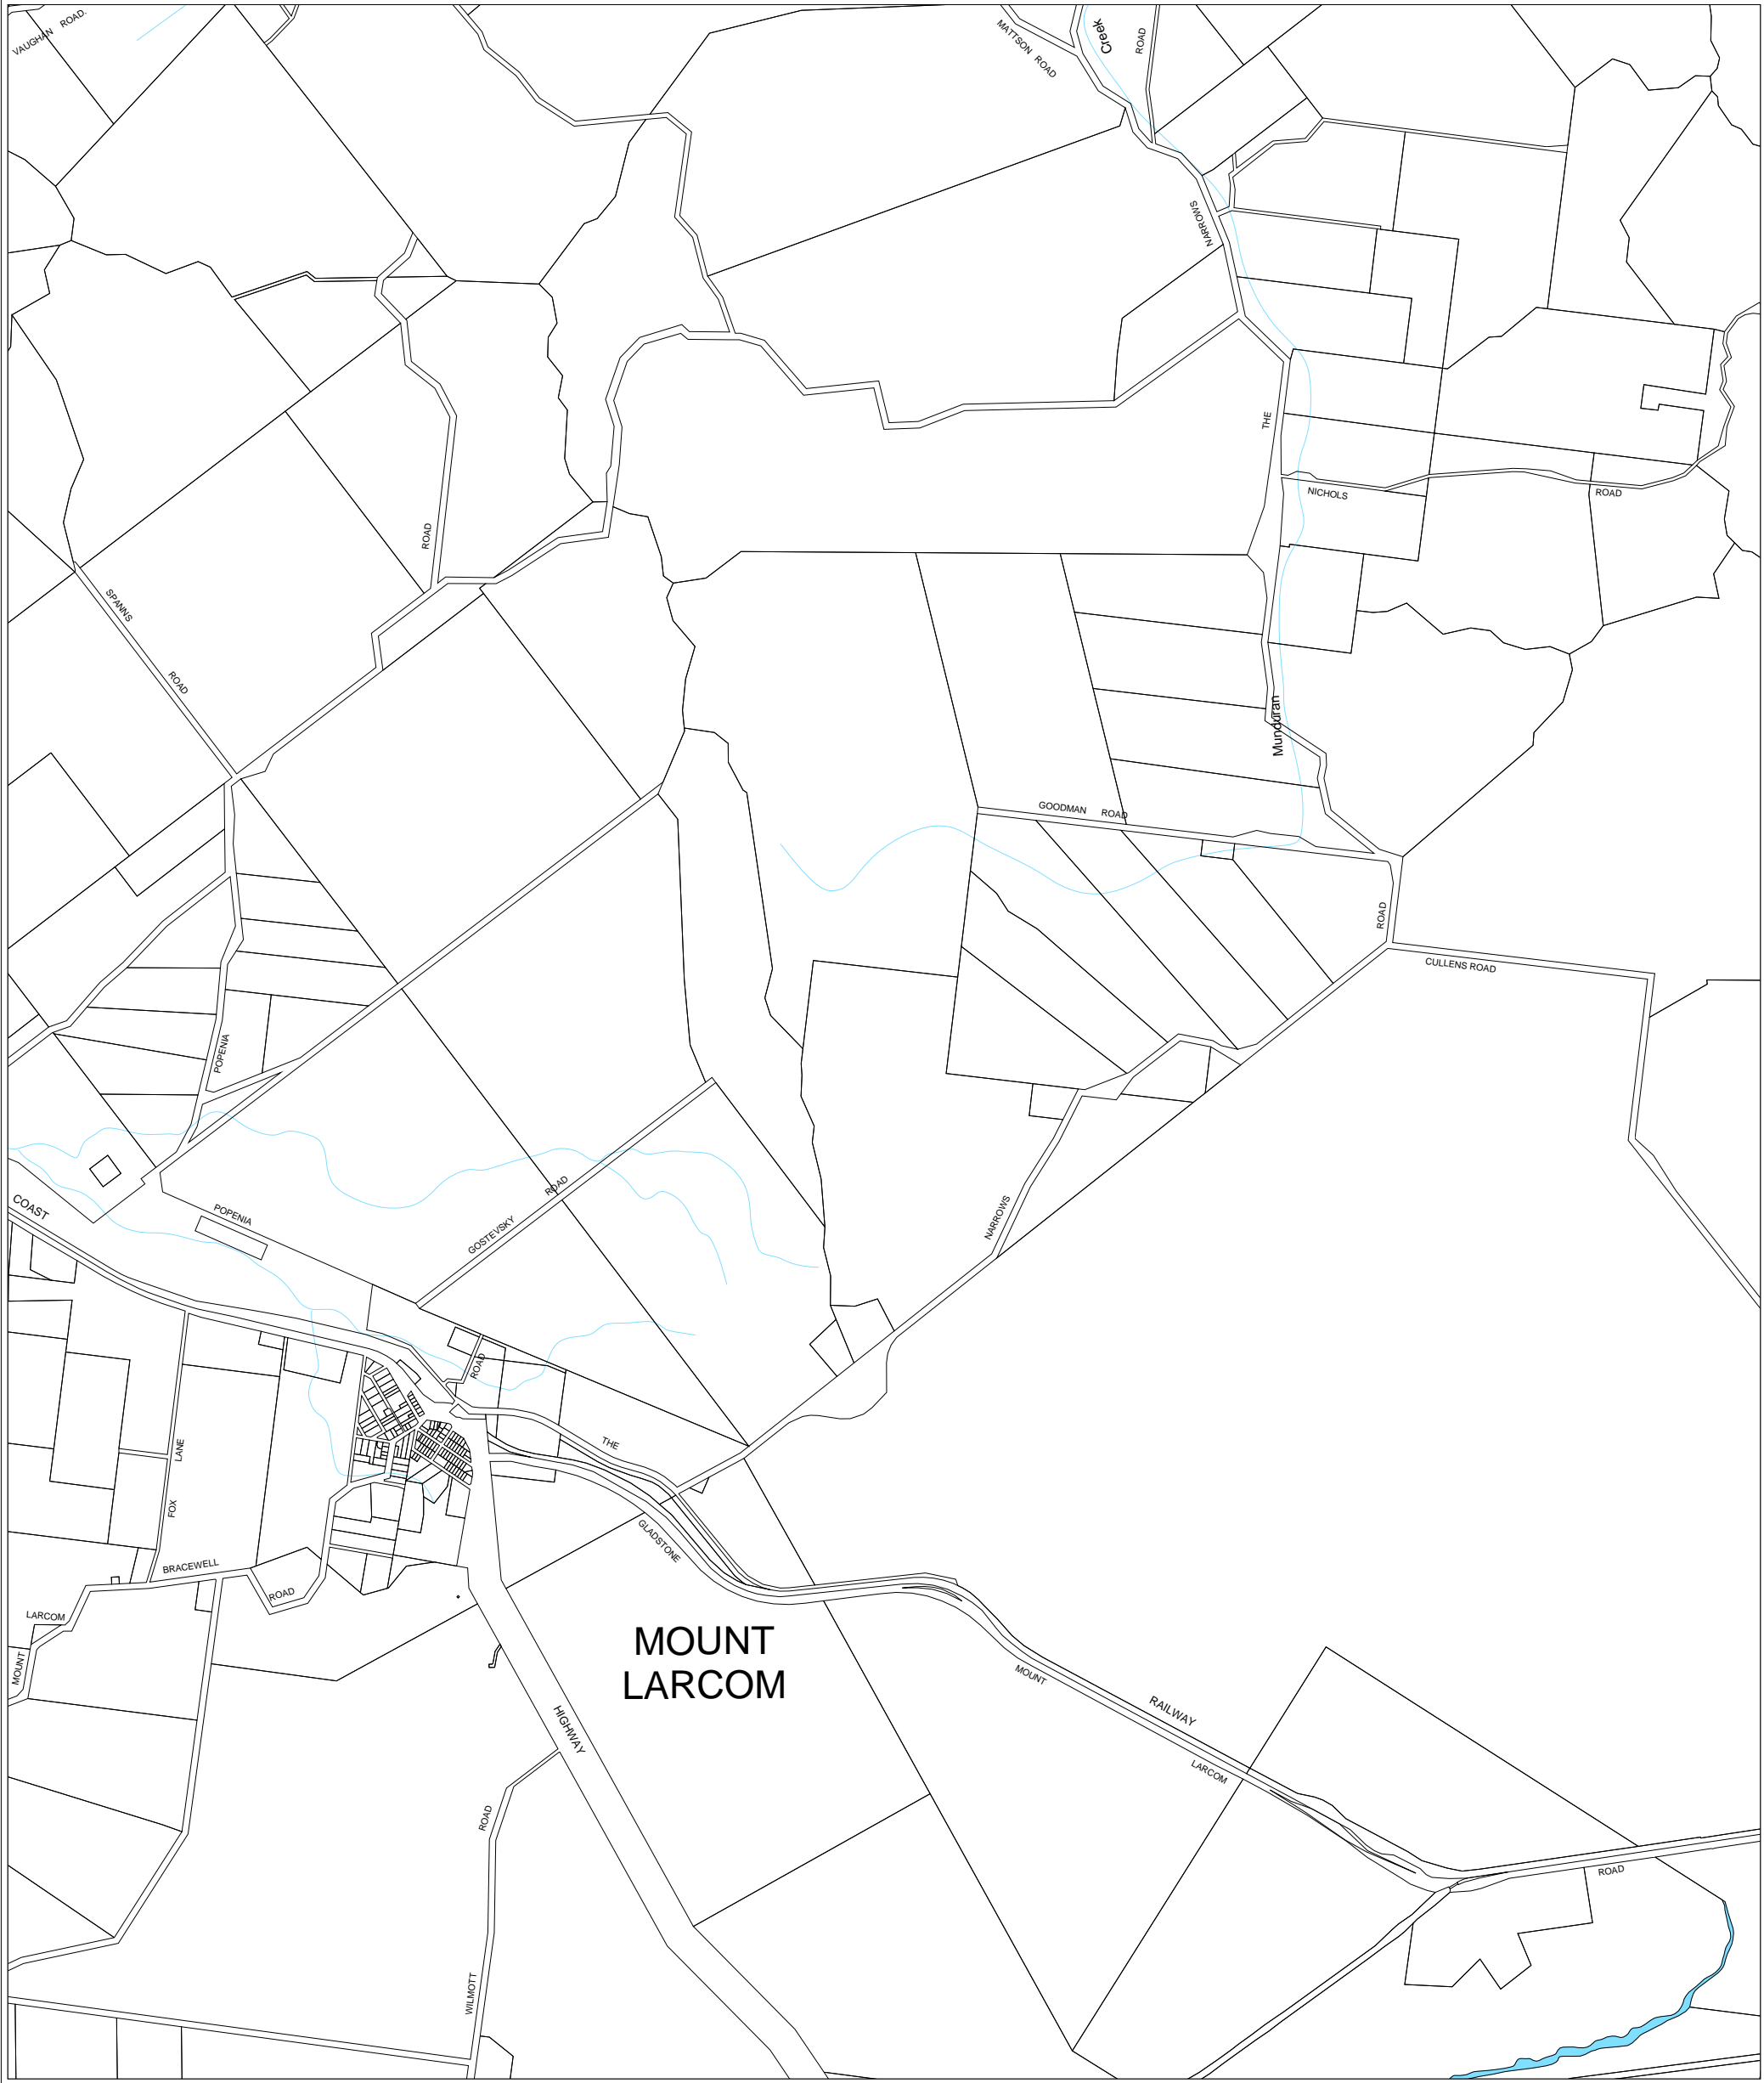 VAUGHAN ROAD.
MATTSON ROAD
Creek
ROAD
NARROWS
THE
NICHOLS
ROAD
ROAD
SPANNS
ROAD
Munduran
GOODMAN ROAD
ROAD
CULLENS ROAD
POPENIA
COAST
POPENIA
ROAD
GOSTEVSKY
NARROWS
ROAD
THE
LANE
FOX
GLADSTONE
BRACEWELL
ROAD
LARCOM
MOUNT
MOUNT
LARCOM
MOUNT
RAILWAY
HIGHWAY
LARCOM
ROAD
ROAD
WILMOTT